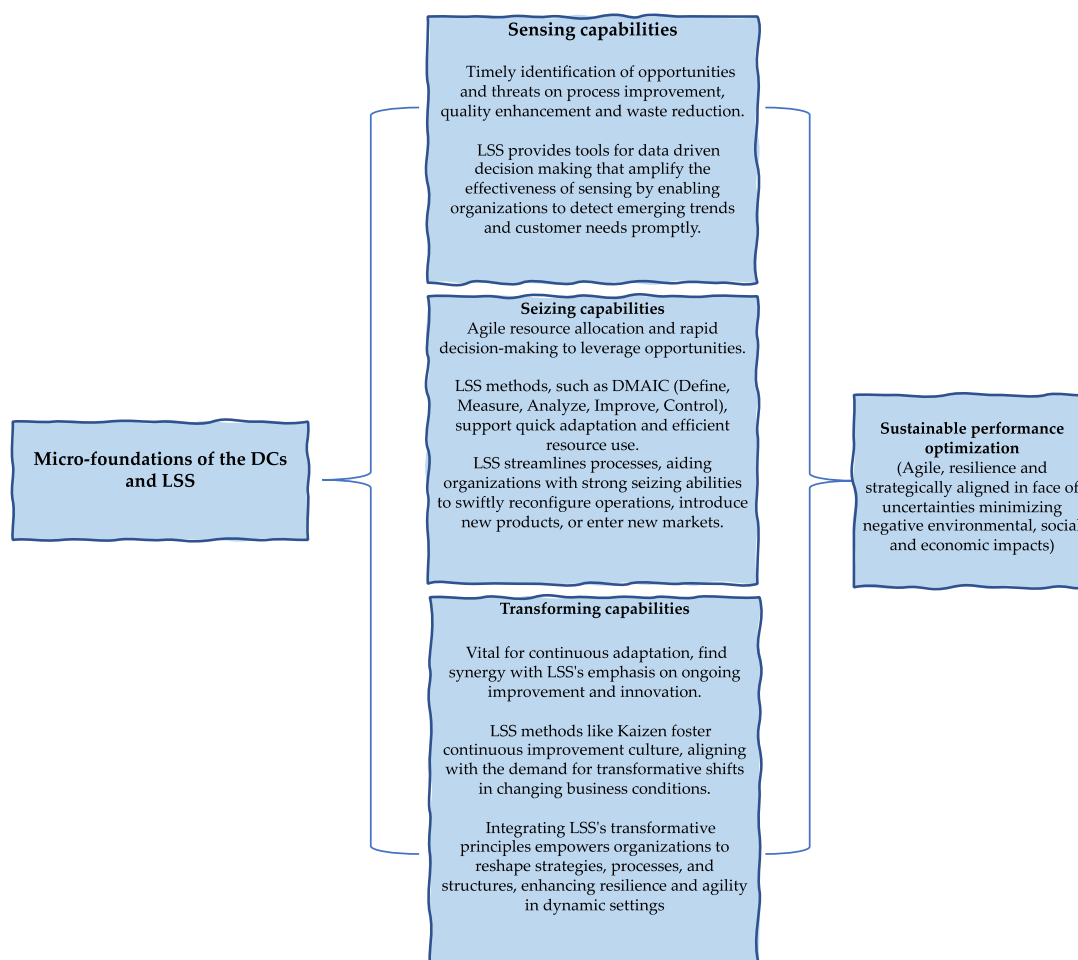 Micro-foundations of the DCs
and LSS
Sensing capabilities
Timely identification of opportunities
and threats on process improvement,
quality enhancement and waste reduction.
LSS provides tools for data driven
decision making that amplify the
effectiveness of sensing by enabling
organizations to detect emerging trends
and customer needs promptly.
Seizing capabilities
Agile resource allocation and rapid
decision-making to leverage opportunities.
LSS methods, such as DMAIC (Define,
Measure, Analyze, Improve, Control),
support quick adaptation and efficient
resource use.
LSS streamlines processes, aiding
organizations with strong seizing abilities
to swiftly reconfigure operations, introduce
new products, or enter new markets.
Transforming capabilities
Vital for continuous adaptation, find
synergy with LSS's emphasis on ongoing
improvement and innovation.
LSS methods like Kaizen foster
continuous improvement culture, aligning
with the demand for transformative shifts
in changing business conditions.
Integrating LSS's transformative
principles empowers organizations to
reshape strategies, processes, and
structures, enhancing resilience and agility
in dynamic settings
Sustainable performance
optimization
(Agile, resilience and
strategically aligned in face of
uncertainties minimizing
negative environmental, social
and economic impacts)